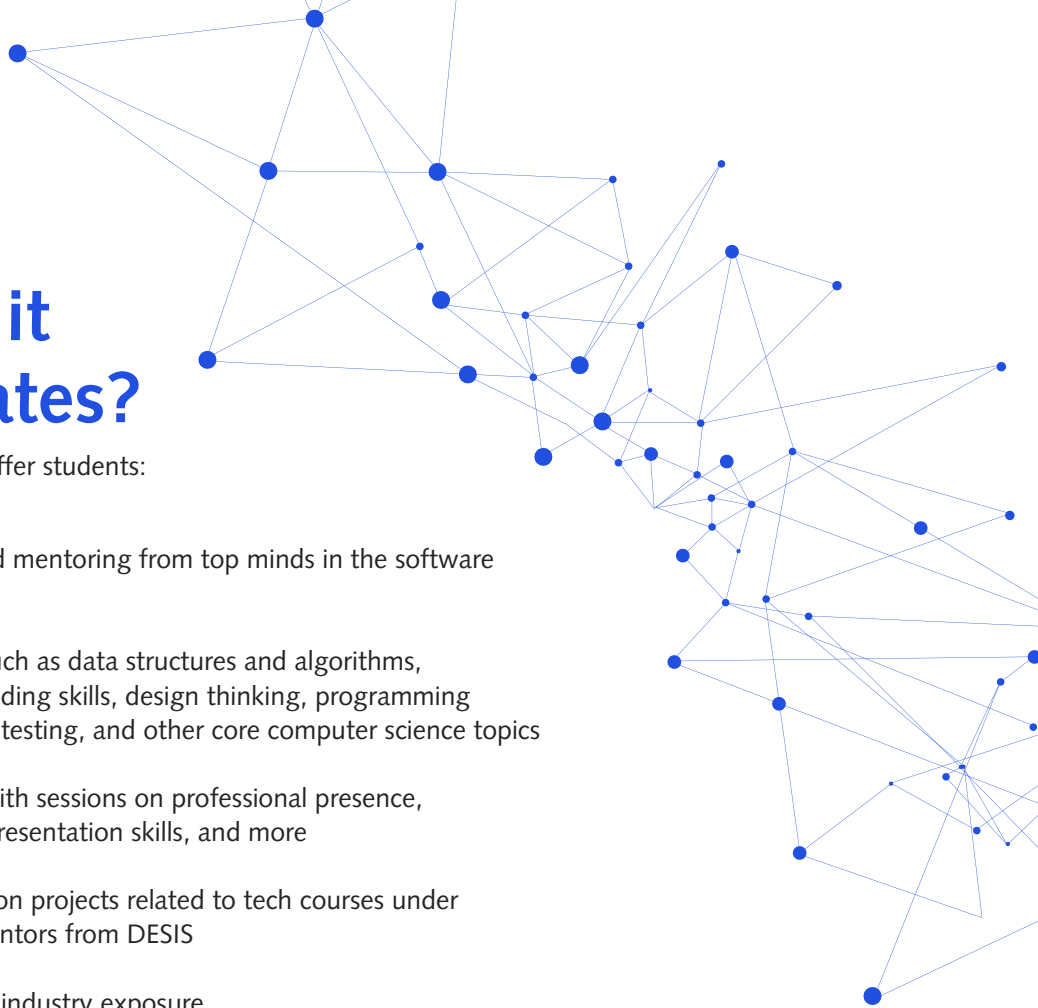 it
ates?
ffer students:
d mentoring from top minds in the software
uch as data structures and algorithms,
ding skills, design thinking, programming
testing, and other core computer science topics
ith sessions on professional presence,
resentation skills, and more
on projects related to tech courses under
ntors from DESIS
industry exposure